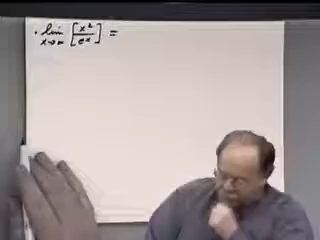 · lim x→∞ [x²/eˣ] =